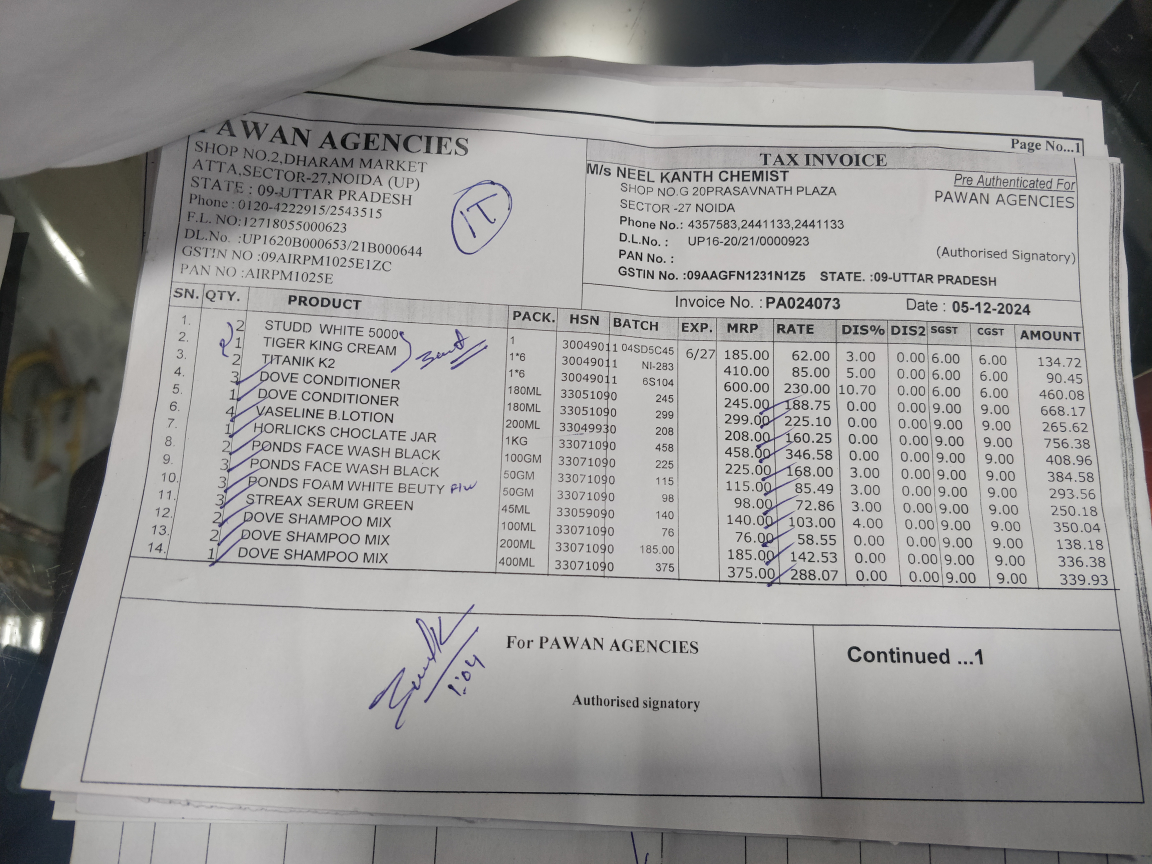 PAWAN AGENCIES
SHOP NO.2,DHARAM MARKET
ATTA,SECTOR-27,NOIDA (UP)
STATE : 09-UTTAR PRADESH
Phone : 0120-4222915/2543515
F.L. NO:12718055000623
DL.No. :UP1620B000653/21B000644
GSTIN NO :09AIRPM1025E1ZC
PAN NO :AIRPM1025E
IT
Page No...1
TAX INVOICE
M/s NEEL KANTH CHEMIST
SHOP NO.G 20PRASAVNATH PLAZA
SECTOR -27 NOIDA
Phone No.: 4357583,2441133,2441133
D.L.No. : UP16-20/21/0000923
PAN No. :
GSTIN No. :09AAGFN1231N1Z5 STATE. :09-UTTAR PRADESH
Pre Authenticated For
PAWAN AGENCIES
(Authorised Signatory)
Invoice No. : PA024073 Date : 05-12-2024
SN. QTY. PRODUCT PACK. HSN BATCH EXP. MRP RATE DIS% DIS2 SGST CGST AMOUNT
1. 2 STUDD WHITE 5000 1 30049011 04SD5C45 6/27 185.00 62.00 3.00 0.00 6.00 6.00 134.72
2. 1 TIGER KING CREAM 1*6 30049011 NI-283 410.00 85.00 5.00 0.00 6.00 6.00 90.45
3. 2 TITANIK K2 1*6 30049011 6S104 600.00 230.00 10.70 0.00 6.00 6.00 460.08
4. 3 DOVE CONDITIONER 180ML 33051090 245 245.00 188.75 0.00 0.00 9.00 9.00 668.17
5. 1 DOVE CONDITIONER 180ML 33051090 299 299.00 225.10 0.00 0.00 9.00 9.00 265.62
6. 4 VASELINE B.LOTION 200ML 33049930 208 208.00 160.25 0.00 0.00 9.00 9.00 756.38
7. 1 HORLICKS CHOCLATE JAR 1KG 33071090 458 458.00 346.58 0.00 0.00 9.00 9.00 408.96
8. 2 PONDS FACE WASH BLACK 100GM 33071090 225 225.00 168.00 3.00 0.00 9.00 9.00 384.58
9. 3 PONDS FACE WASH BLACK 50GM 33071090 115 115.00 85.49 3.00 0.00 9.00 9.00 293.56
10. 3 PONDS FOAM WHITE BEUTY F/W 50GM 33071090 98 98.00 72.86 3.00 0.00 9.00 9.00 250.18
11. 3 STREAX SERUM GREEN 45ML 33059090 140 140.00 103.00 4.00 0.00 9.00 9.00 350.04
12. 2 DOVE SHAMPOO MIX 100ML 33071090 76 76.00 58.55 0.00 0.00 9.00 9.00 138.18
13. 2 DOVE SHAMPOO MIX 200ML 33071090 185.00 185.00 142.53 0.00 0.00 9.00 9.00 336.38
14. 1 DOVE SHAMPOO MIX 400ML 33071090 375 375.00 288.07 0.00 0.00 9.00 9.00 339.93
1:04
For PAWAN AGENCIES
Authorised signatory
Continued ...1